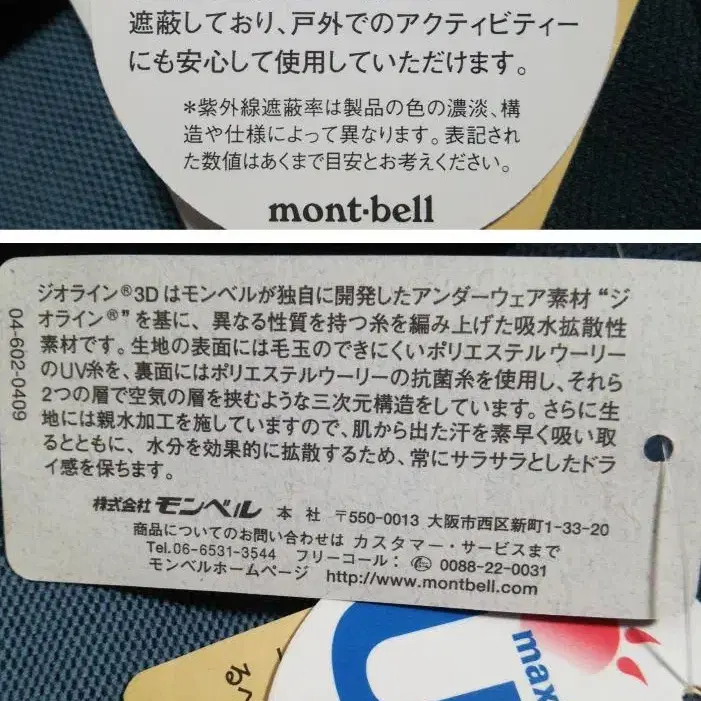 遮蔽しており、戸外でのアクティビティー
にも安心して使用していただけます。
*紫外線遮蔽率は製品の色の濃淡、構
造や仕様によって異なります。表記され
た数値はあくまで目安とお考えください。
mont-bell
ジオライン®3Dはモンベルが独自に開発したアンダーウェア素材“ジ
オライン®”を基に、異なる性質を持つ糸を編み上げた吸水拡散性
素材です。生地の表面には毛玉のできにくいポリエステルウーリー
のUV糸を、裏面にはポリエステルウーリーの抗菌糸を使用し、それら
2つの層で空気の層を挟むような三次元構造をしています。さらに生
地には親水加工を施していますので、肌から出た汗を素早く吸い取
るとともに、水分を効果的に拡散するため、常にサラサラとしたドラ
イ感を保ちます。
株式会社 モンベル 本 社 〒550-0013 大阪市西区新町1-33-20
商品についてのお問い合わせは カスタマー・サービスまで
Tel.06-6531-3544 フリーコール: 0088-22-0031
モンベルホームページ http://www.montbell.com
04-602-0409
max
U